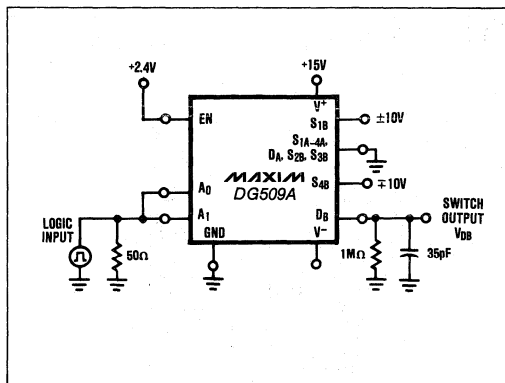 +2.4V
+15V
EN
V+
S1B
±10V
S1A-4A,
DA, S2B, S3B
MAXIM
DG509A
S4B
∓10V
A0
A1
DB
GND
V−
LOGIC
INPUT
50Ω
1MΩ
35pF
SWITCH
OUTPUT
VDB